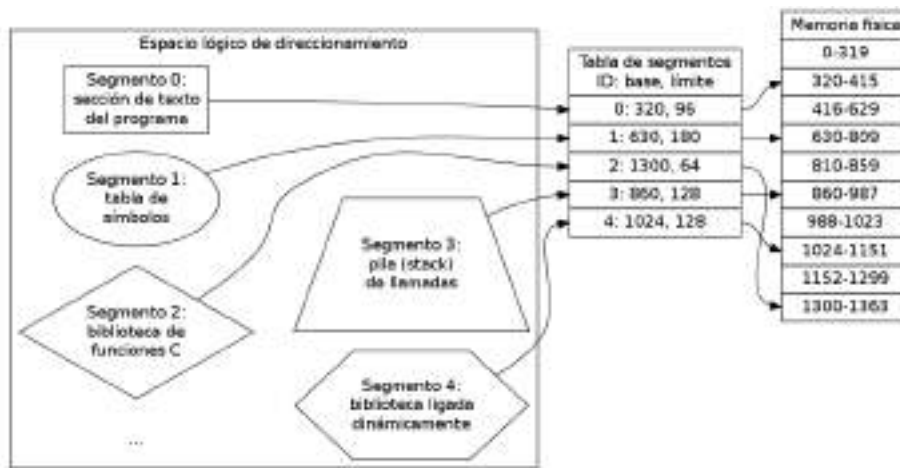 Espacio lógico de direccionamiento
Segmento 0:
sección de texto
del programa
Segmento 1:
tabla de
símbolos
Segmento 2:
biblioteca de
funciones C
Segmento 3:
pila (stack)
de llamadas
Segmento 4:
biblioteca ligada
dinámicamente
...
Tabla de segmentos
ID: base, límite
0: 320, 96
1: 630, 180
2: 1300, 64
3: 860, 128
4: 1024, 128
Memoria física
0-319
320-415
416-629
630-809
810-859
860-987
988-1023
1024-1151
1152-1299
1300-1363